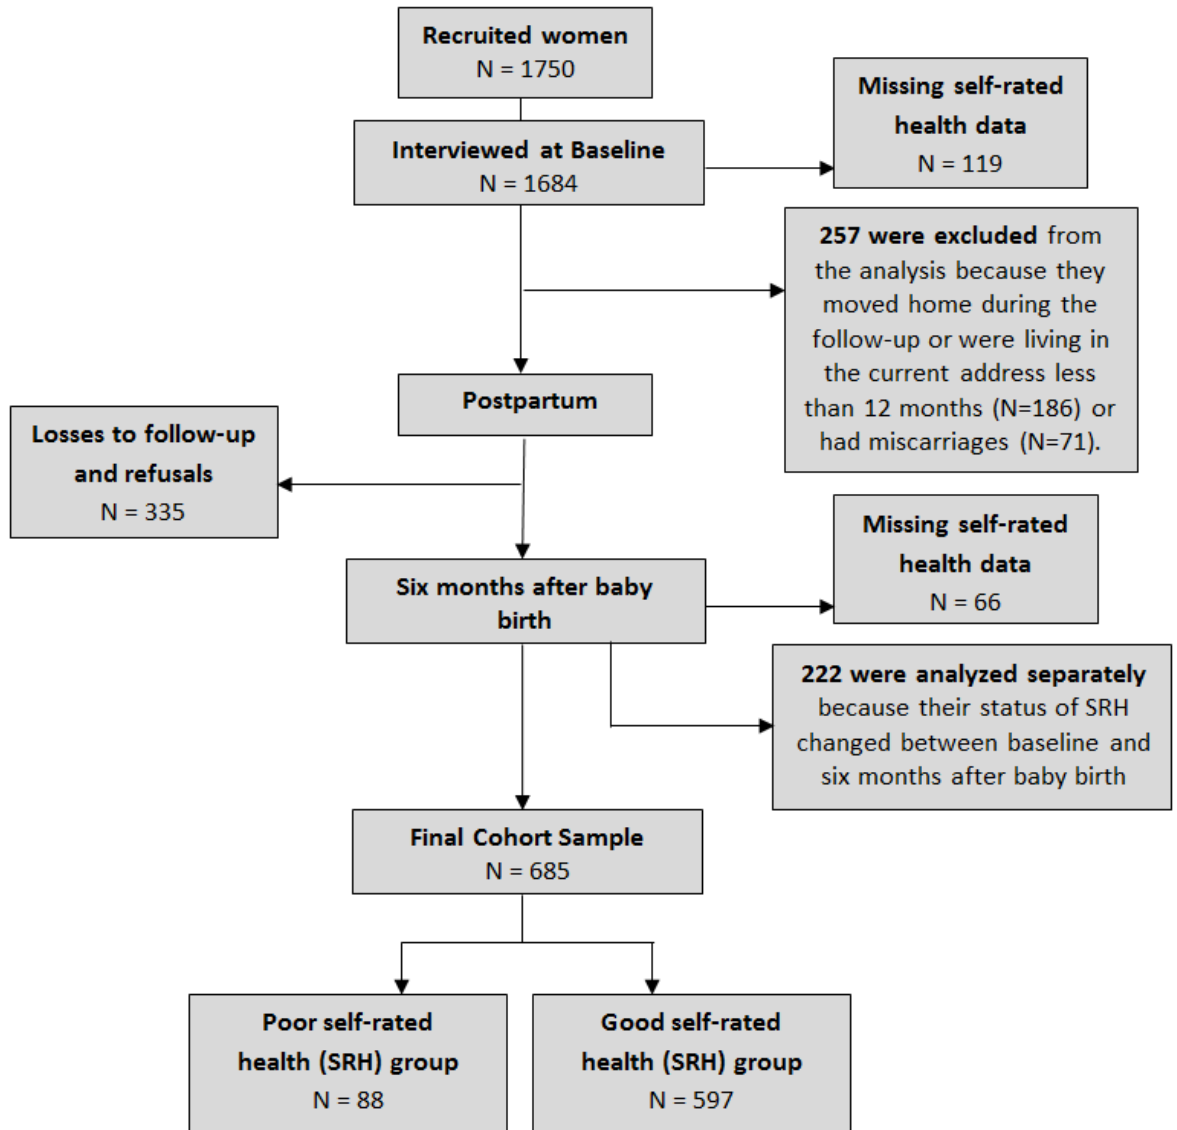 Recruited women
N = 1750
Missing self-rated
health data
N = 119
Interviewed at Baseline
N = 1684
257 were excluded from
the analysis because they
moved home during the
follow-up or were living in
the current address less
than 12 months (N=186) or
had miscarriages (N=71).
Postpartum
Losses to follow-up
and refusals
N = 335
Missing self-rated
health data
N = 66
Six months after baby
birth
222 were analyzed separately
because their status of SRH
changed between baseline and
six months after baby birth
Final Cohort Sample
N = 685
Poor self-rated
health (SRH) group
N = 88
Good self-rated
health (SRH) group
N = 597